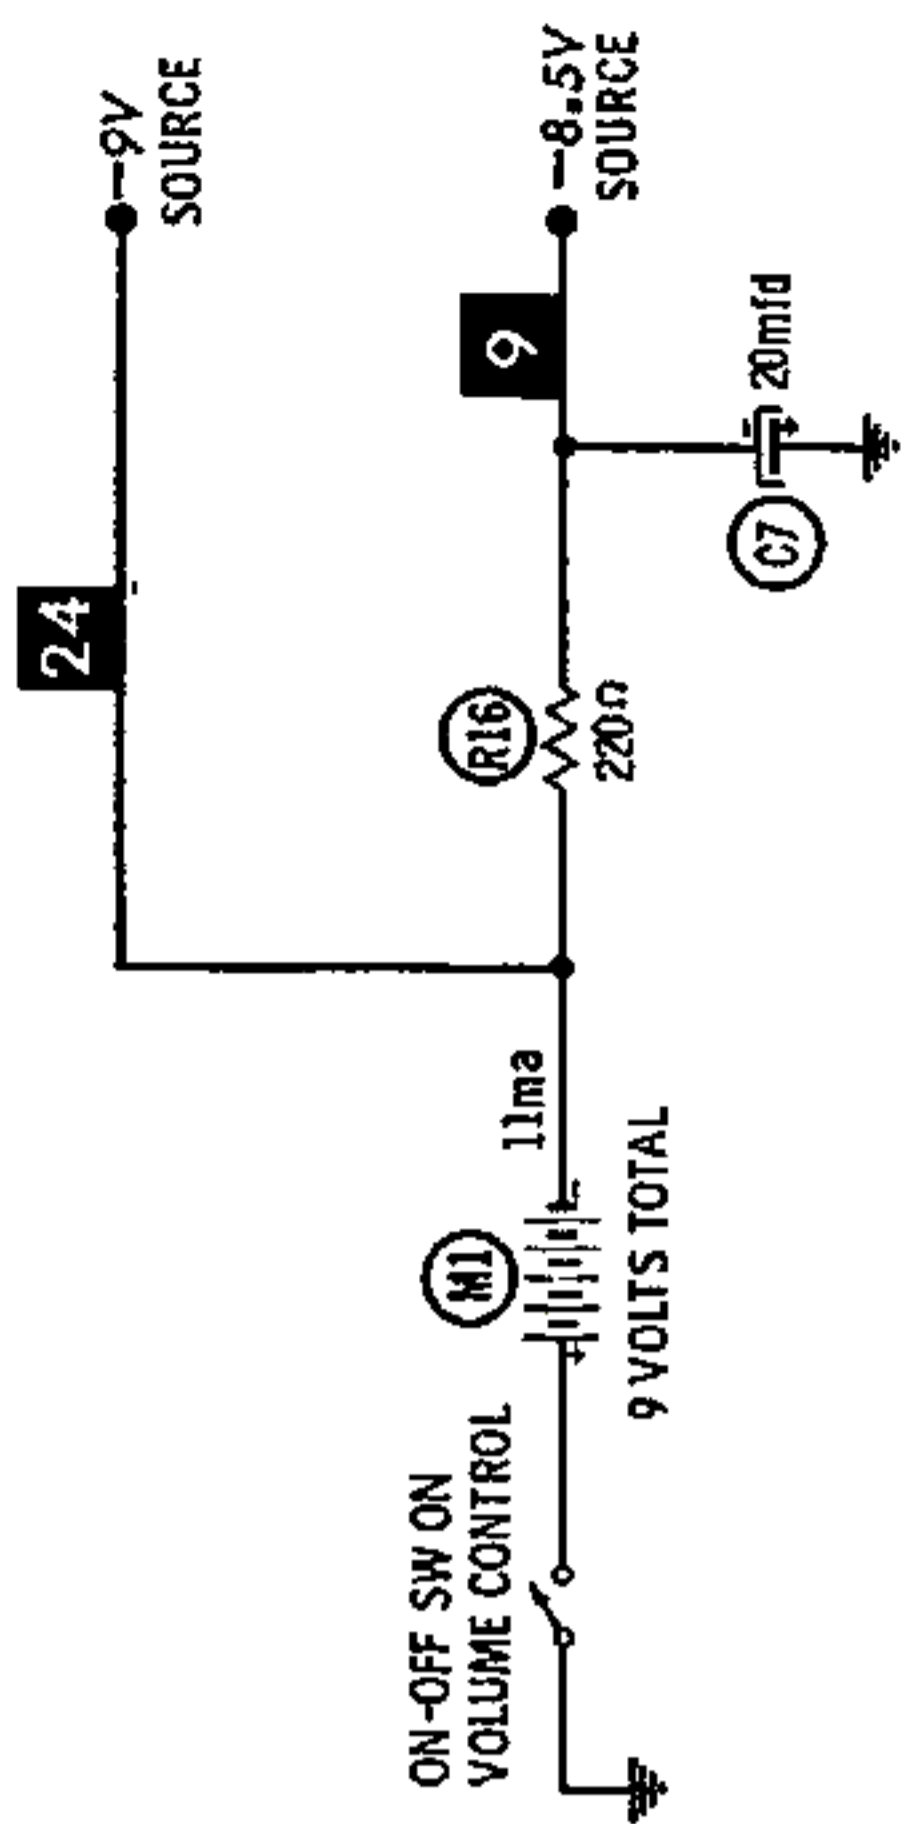 ON-OFF SW ON
VOLUME CONTROL
M1
9 VOLTS TOTAL
11ma
24
-9V
SOURCE
R16
220Ω
9
-8.5V
SOURCE
C7
20mfd